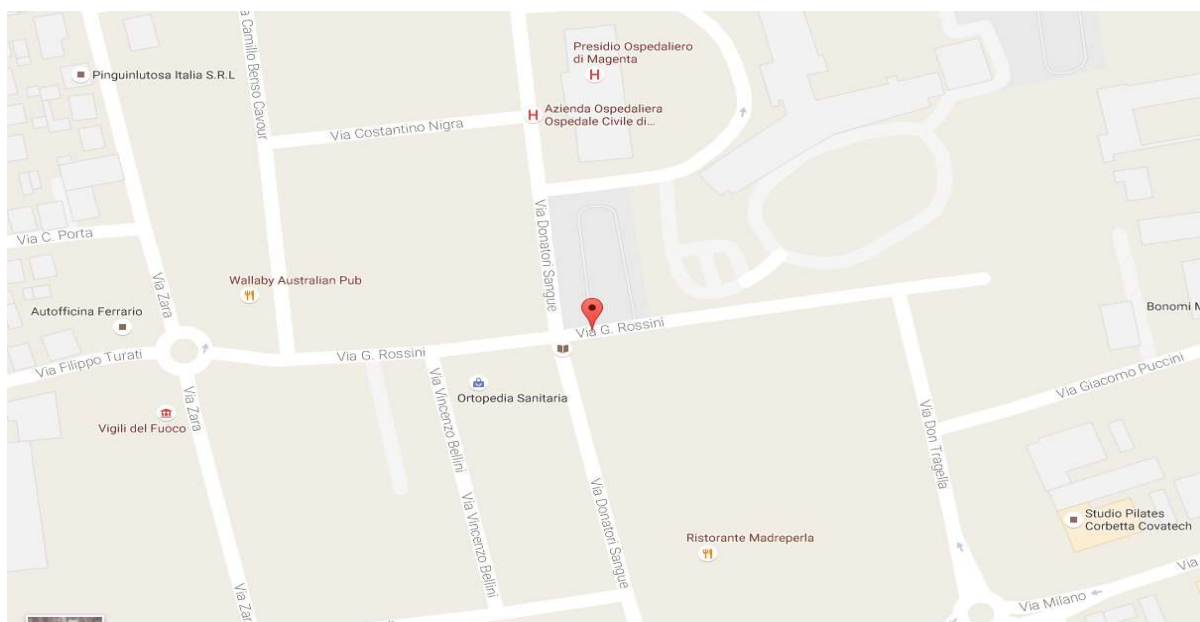 a Camillo Benso Cavour
Presidio Ospedaliero
di Magenta
H
Pinguinlutosa Italia S.R.L
H
Azienda Ospedaliera
Ospedale Civile di...
Via Costantino Nigra
Via C. Porta
Via Donatori Sangue
Wallaby Australian Pub
Via Zara
Autofficina Ferrario
Bonomi M
Via G. Rossini
Via Filippo Turati
Via G. Rossini
Via Giacomo Puccini
Via Zara
Ortopedia Sanitaria
Via Vincenzo Bellini
Vigili del Fuoco
Via Don Tragella
Via Donatori Sangue
Via Vincenzo Bellini
Studio Pilates
Corbetta Covatech
Ristorante Madreperla
Via
Via Zar
Via Milano